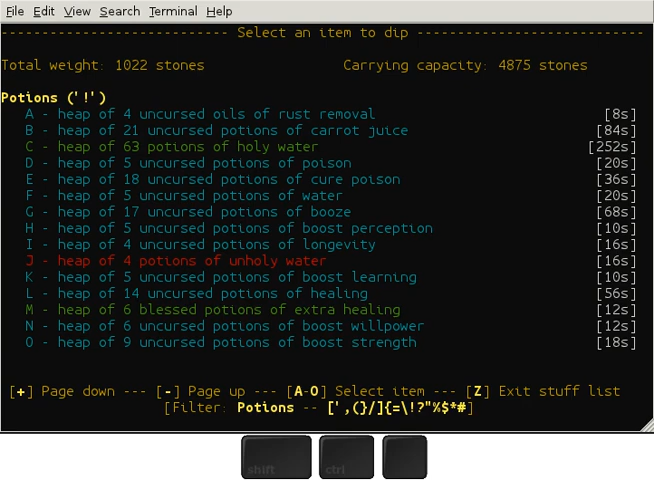 File Edit View Search Terminal Help
---------------------------- Select an item to dip ----------------------------
Total weight: 1022 stones Carrying capacity: 4875 stones
Potions ('!')
A - heap of 4 uncursed oils of rust removal [8s]
B - heap of 21 uncursed potions of carrot juice [84s]
C - heap of 63 potions of holy water [252s]
D - heap of 5 uncursed potions of poison [20s]
E - heap of 18 uncursed potions of cure poison [36s]
F - heap of 5 uncursed potions of water [20s]
G - heap of 17 uncursed potions of booze [68s]
H - heap of 5 uncursed potions of boost perception [10s]
I - heap of 4 uncursed potions of longevity [16s]
J - heap of 4 potions of unholy water [16s]
K - heap of 5 uncursed potions of boost learning [10s]
L - heap of 14 uncursed potions of healing [56s]
M - heap of 6 blessed potions of extra healing [12s]
N - heap of 6 uncursed potions of boost willpower [12s]
O - heap of 9 uncursed potions of boost strength [18s]
[+] Page down --- [-] Page up --- [A-O] Select item --- [Z] Exit stuff list
[Filter: Potions -- [',(}/]{=\!?"%$*#]
shift ctrl